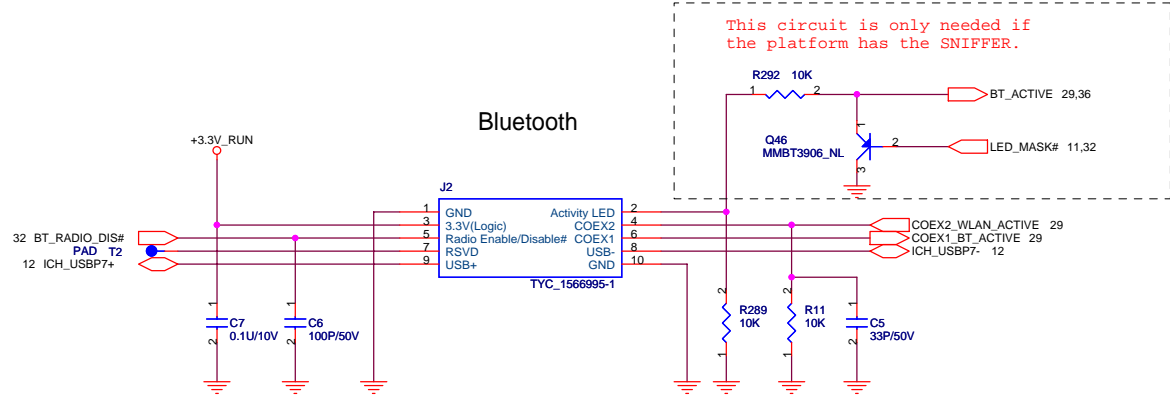 This circuit is only needed if
the platform has the SNIFFER.
R292 10K
1 2
BT_ACTIVE 29,36
Bluetooth
+3.3V_RUN
Q46
MMBT3906_NL
1
2
3
LED_MASK# 11,32
J2
1 GND Activity LED 2
3 3.3V(Logic) COEX2 4
5 Radio Enable/Disable# COEX1 6
7 RSVD USB- 8
9 USB+ GND 10
TYC_1566995-1
32 BT_RADIO_DIS#
PAD T2
12 ICH_USBP7+
COEX2_WLAN_ACTIVE 29
COEX1_BT_ACTIVE 29
ICH_USBP7- 12
1
C7
0.1U/10V
2
1
C6
100P/50V
2
2
R289
10K
1
2
R11
10K
1
1
C5
33P/50V
2